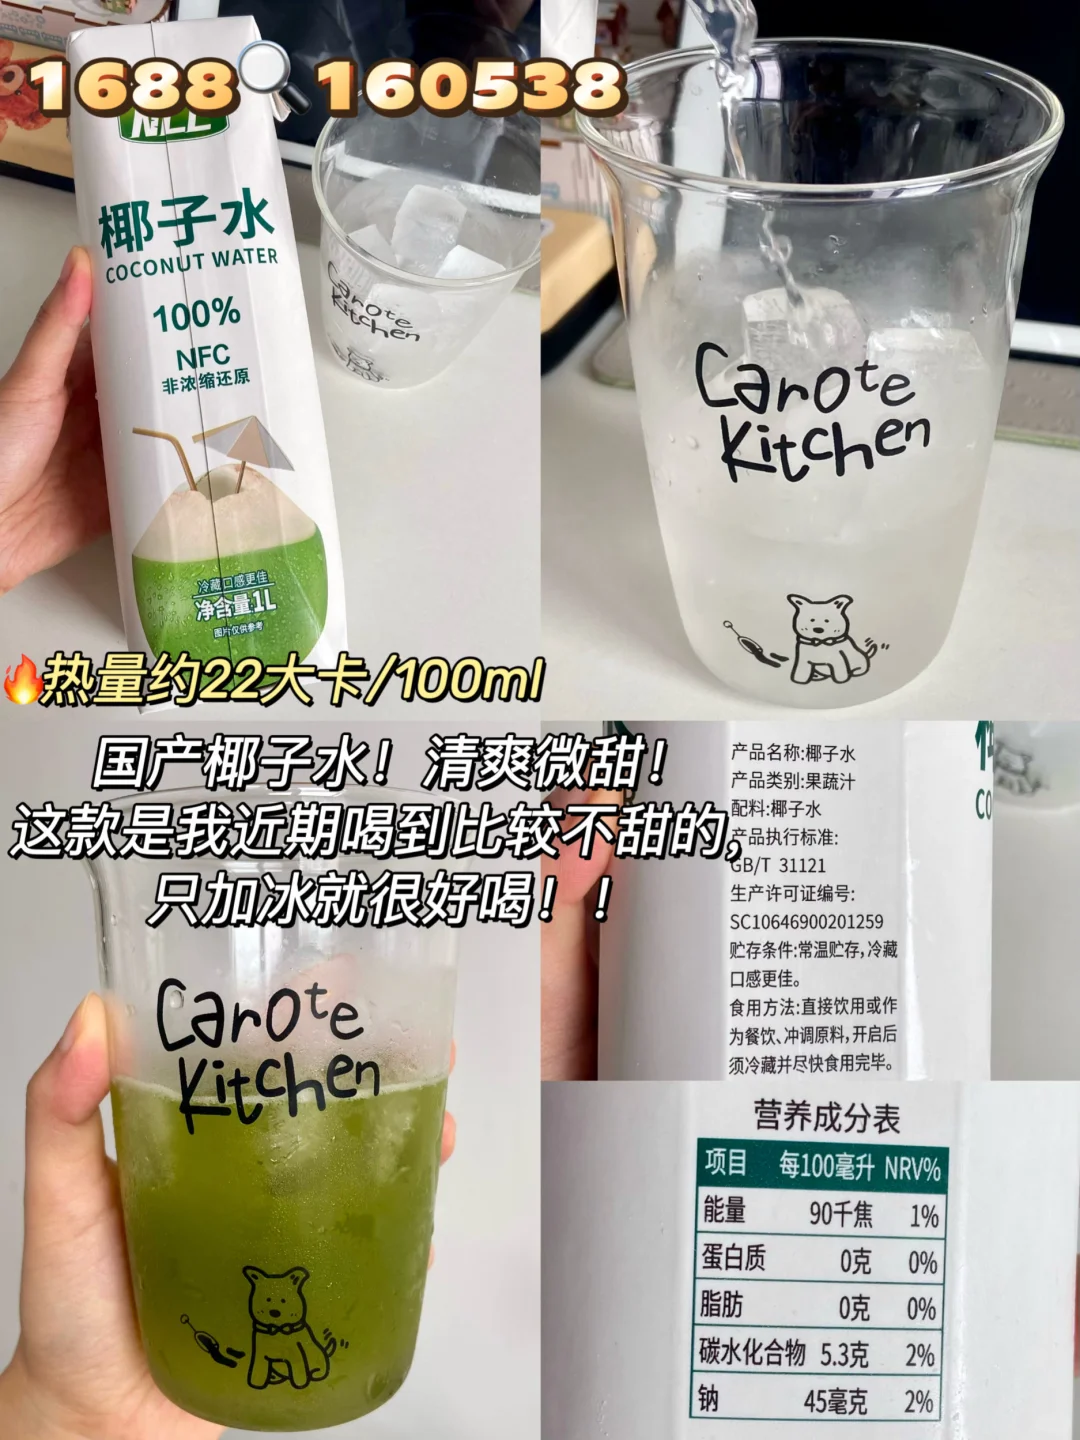 1688🔍160538
NCL
椰子水
COCONUT WATER
100%
NFC
非浓缩还原
冷藏口感更佳
净含量1L
图片仅供参考
Carote
Kitchen
Carote
Kitchen
🔥热量约22大卡/100ml
国产椰子水！清爽微甜！
这款是我近期喝到比较不甜的，
只加冰就很好喝！！
Carote
Kitchen
产品名称:椰子水
产品类别:果蔬汁
配料:椰子水
产品执行标准:
GB/T 31121
生产许可证编号:
SC10646900201259
贮存条件:常温贮存,冷藏
口感更佳。
食用方法:直接饮用或作
为餐饮、冲调原料,开启后
须冷藏并尽快食用完毕。
CO
营养成分表
项目 每100毫升 NRV%
能量 90千焦 1%
蛋白质 0克 0%
脂肪 0克 0%
碳水化合物 5.3克 2%
钠 45毫克 2%